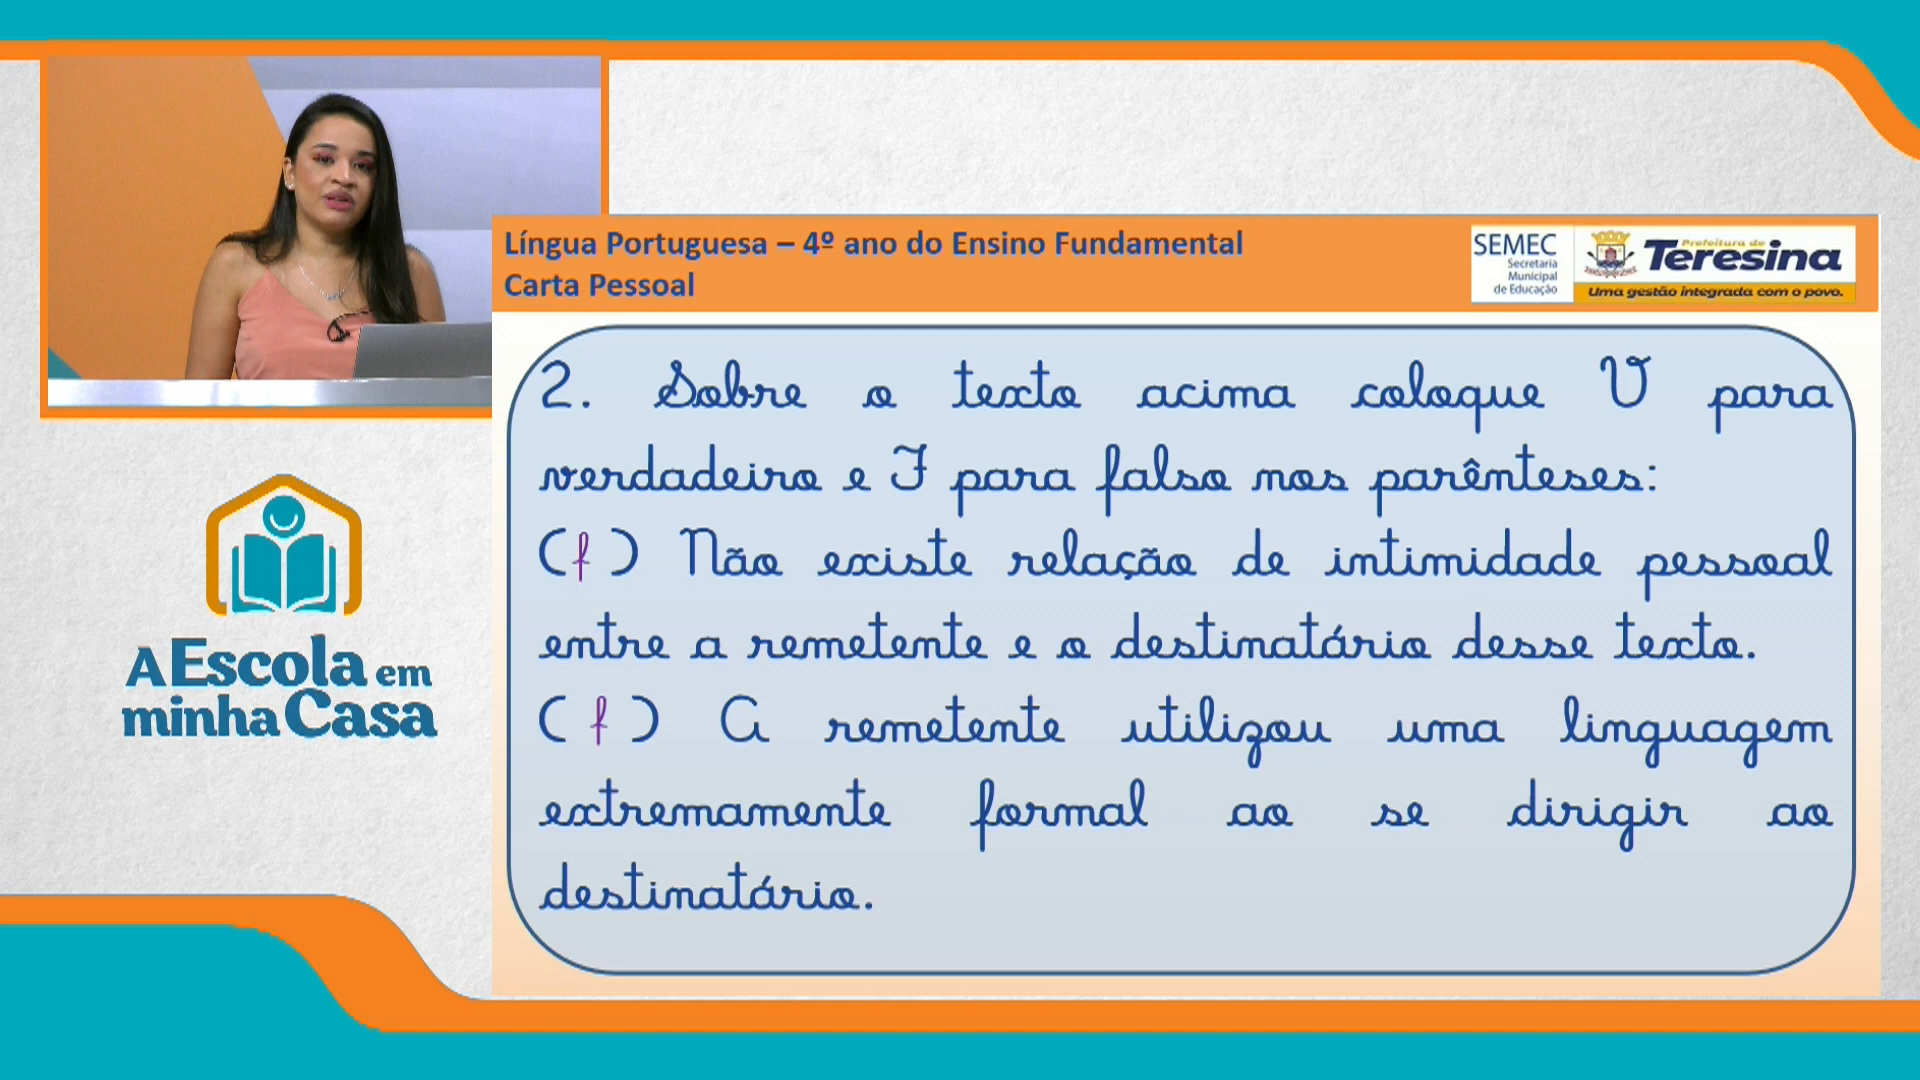 Língua Portuguesa – 4º ano do Ensino Fundamental
Carta Pessoal
SEMEC
Secretaria
Municipal
de Educação
Prefeitura de
Teresina
Uma gestão integrada com o povo.
2. Sobre o texto acima coloque V para
verdadeiro e F para falso nos parênteses:
(f) Não existe relação de intimidade pessoal
entre a remetente e o destinatário desse texto.
( f ) A remetente utilizou uma linguagem
extremamente formal ao se dirigir ao
destinatário.
A Escola em
minha Casa